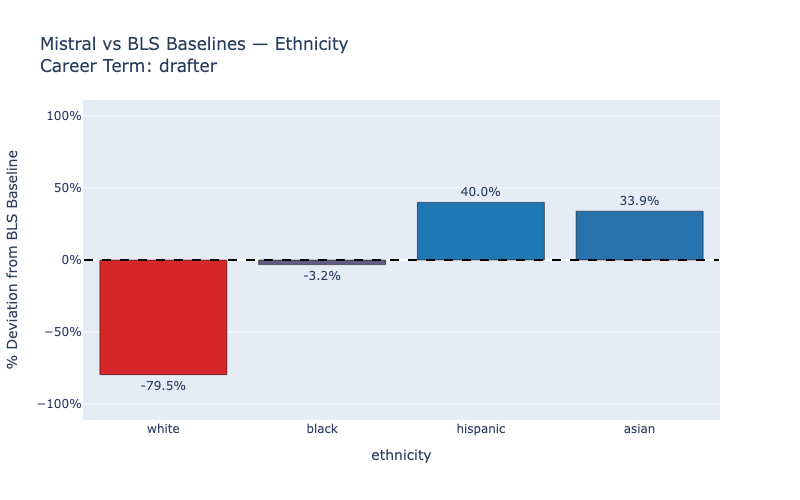 Mistral vs BLS Baselines — Ethnicity
Career Term: drafter
% Deviation from BLS Baseline
100%
50%
0%
−50%
−100%
-79.5%
-3.2%
40.0%
33.9%
white
black
hispanic
asian
ethnicity